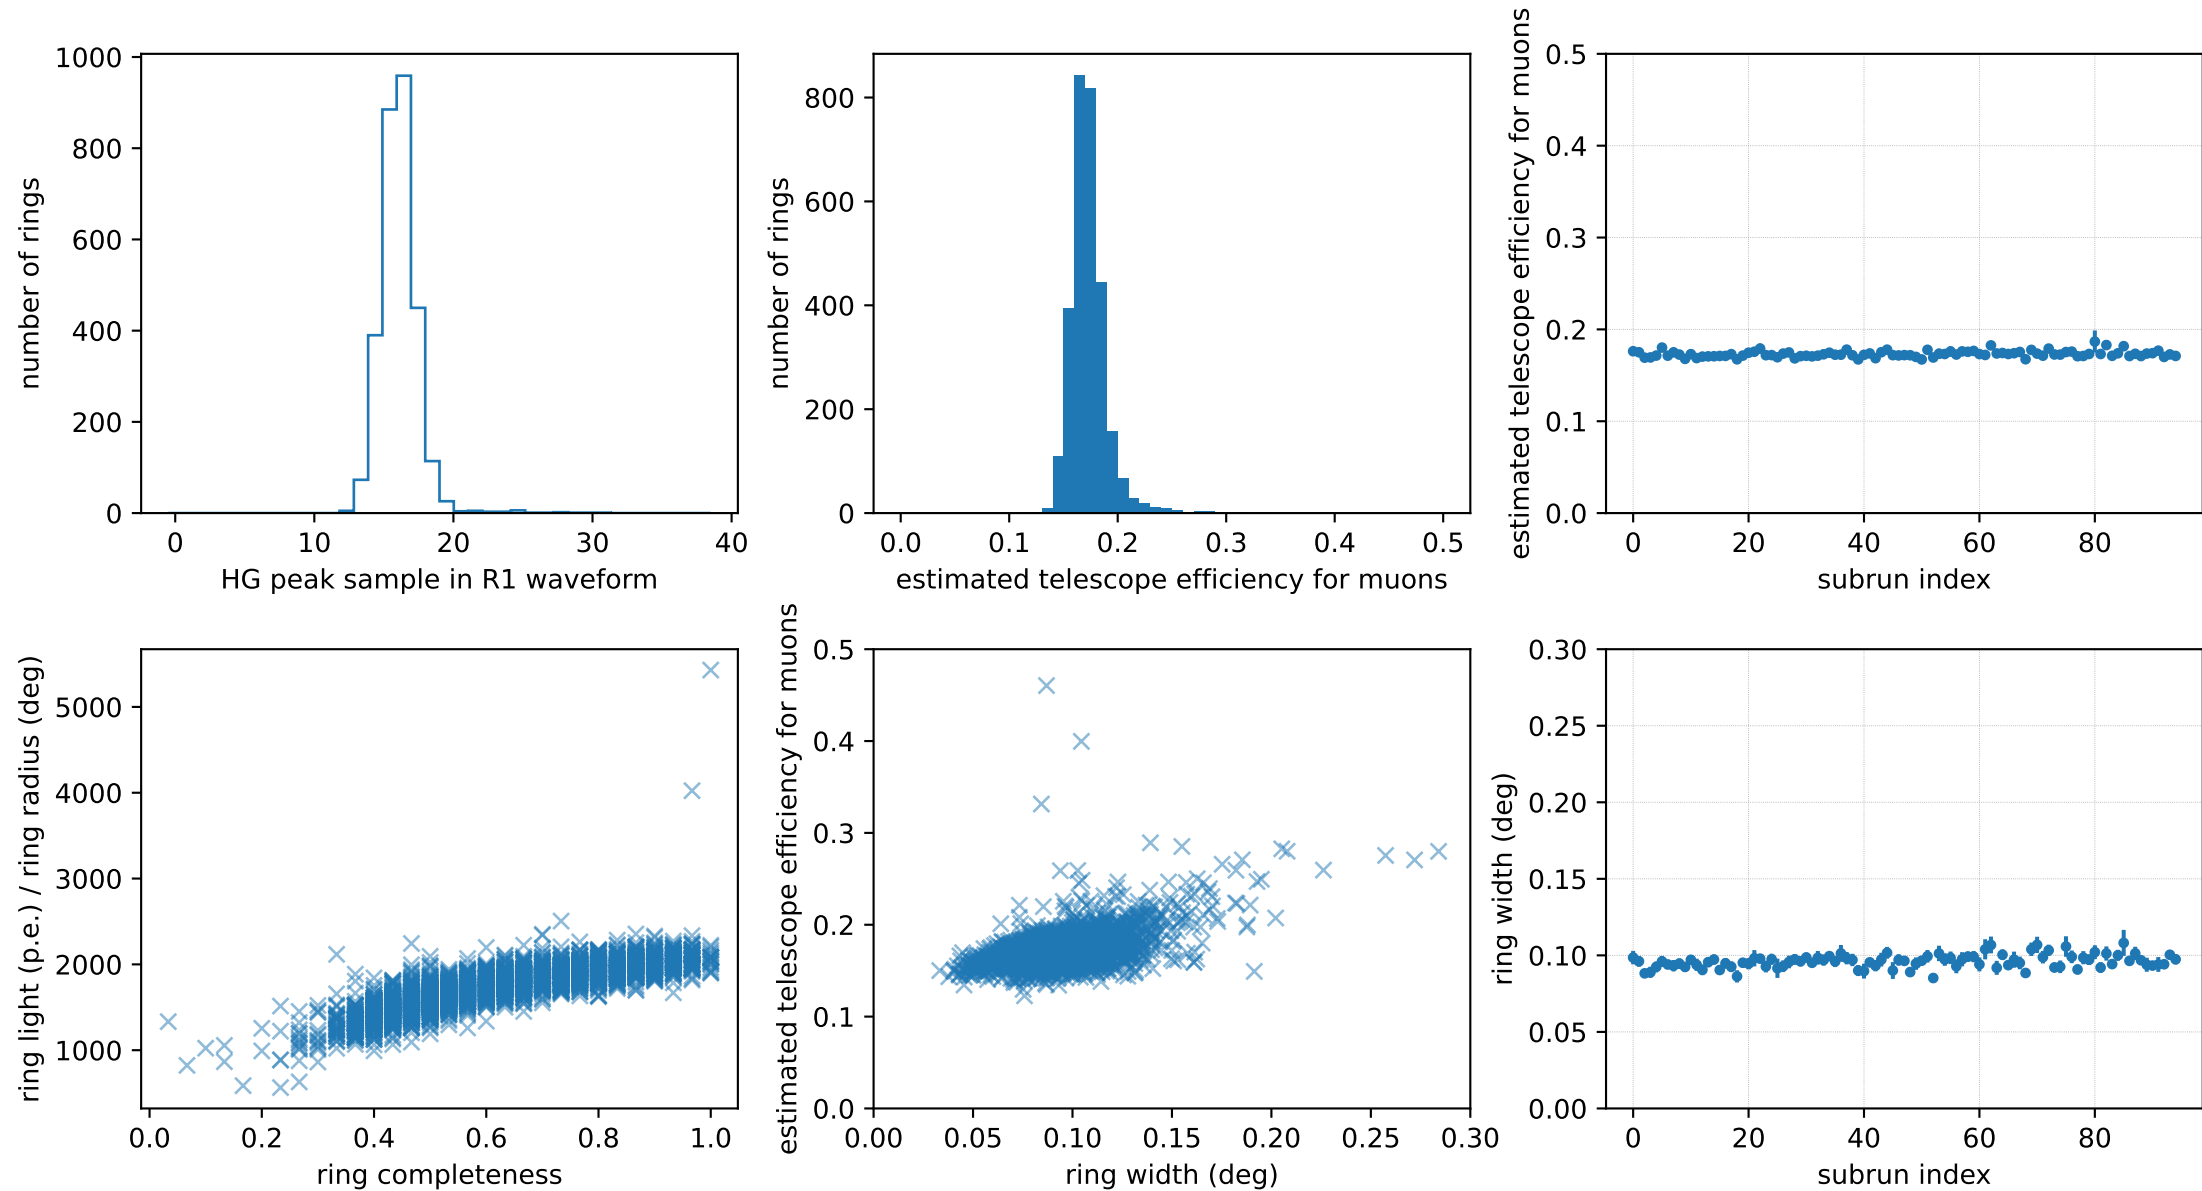 number of rings
1000
800
600
400
200
0
0 10 20 30 40
HG peak sample in R1 waveform
number of rings
800
600
400
200
0
0.0 0.1 0.2 0.3 0.4 0.5
estimated telescope efficiency for muons
estimated telescope efficiency for muons
0.5
0.4
0.3
0.2
0.1
0.0
0 20 40 60 80
subrun index
ring light (p.e.) / ring radius (deg)
5000
4000
3000
2000
1000
0.0 0.2 0.4 0.6 0.8 1.0
ring completeness
estimated telescope efficiency for muons
0.5
0.4
0.3
0.2
0.1
0.0
0.00 0.05 0.10 0.15 0.20 0.25 0.30
ring width (deg)
ring width (deg)
0.30
0.25
0.20
0.15
0.10
0.05
0.00
0 20 40 60 80
subrun index